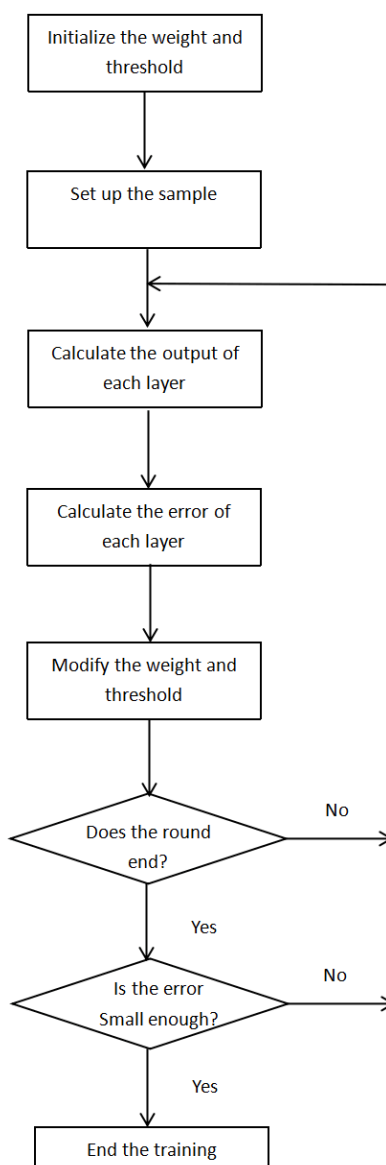 Initialize the weight and
threshold
Set up the sample
Calculate the output of
each layer
Calculate the error of
each layer
Modify the weight and
threshold
Does the round
end?
No
Yes
Is the error
Small enough?
No
Yes
End the training